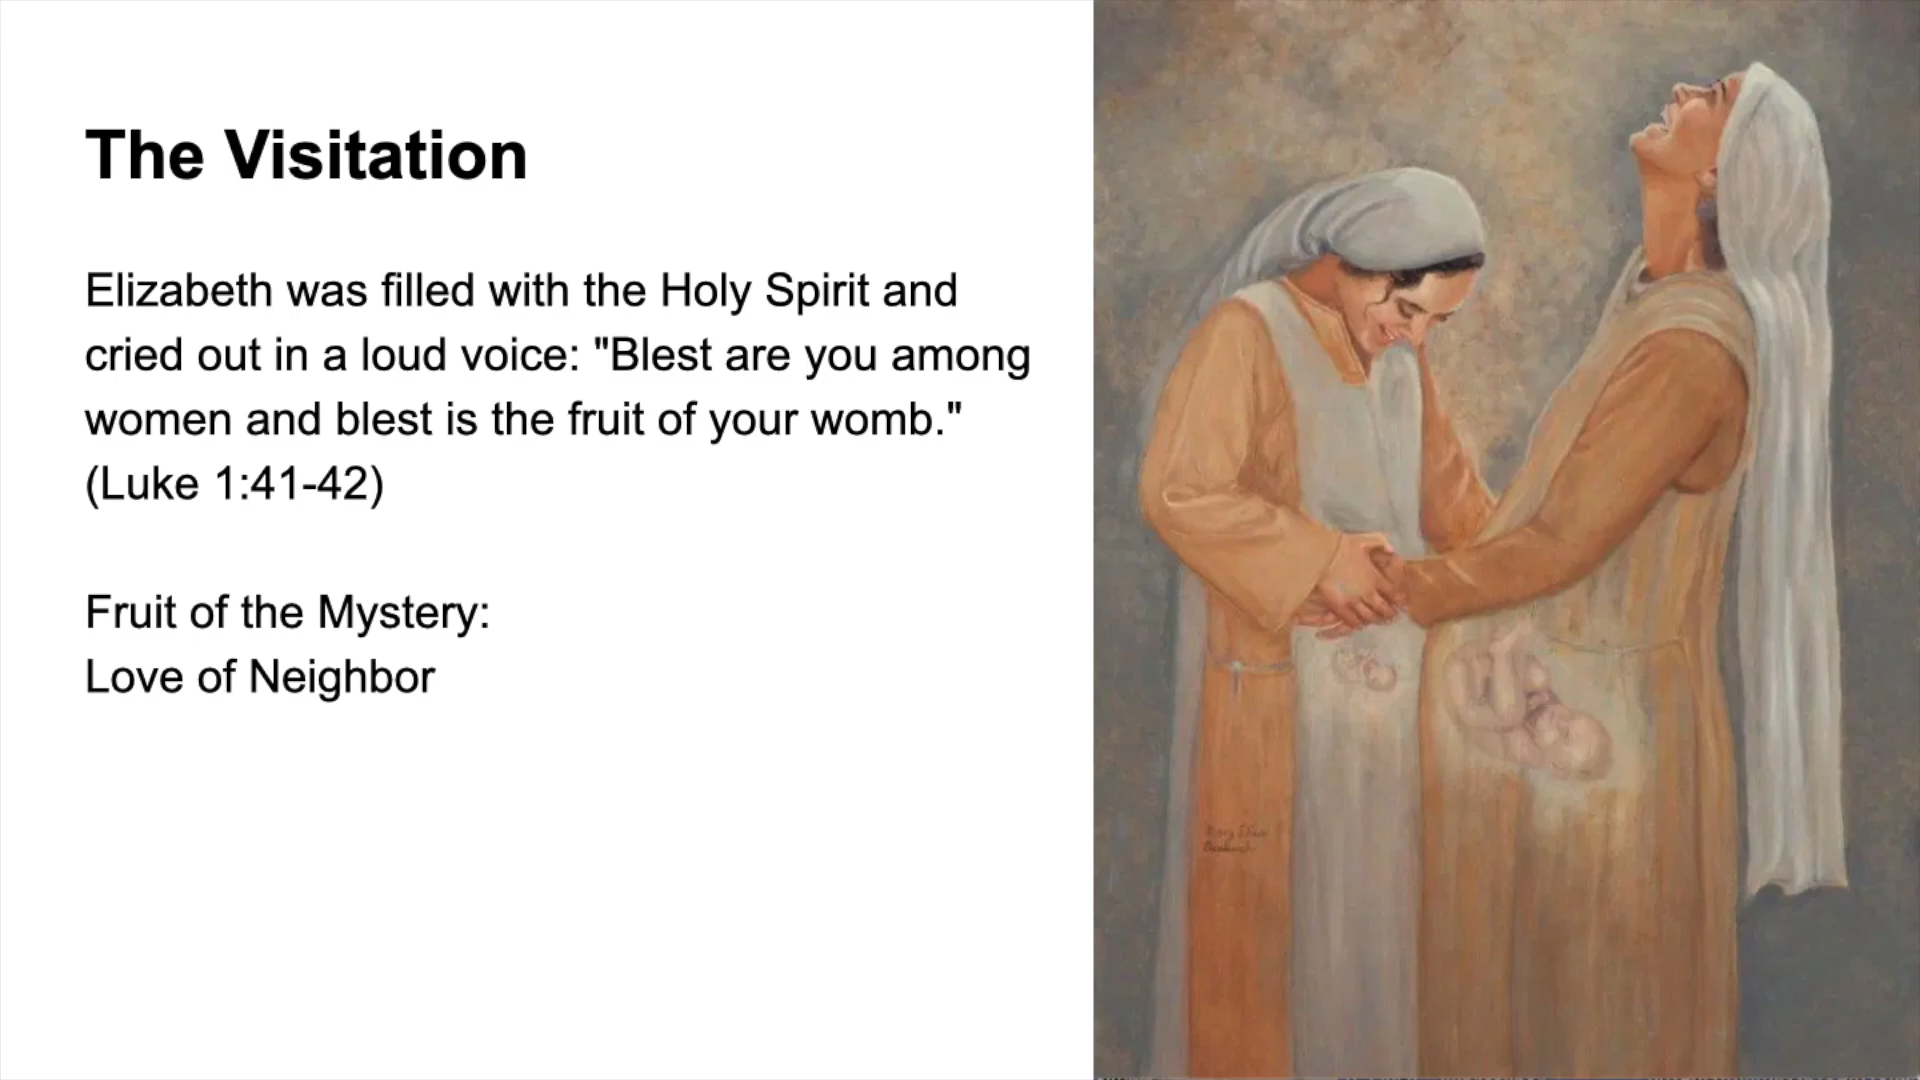 The Visitation
Elizabeth was filled with the Holy Spirit and
cried out in a loud voice: "Blest are you among
women and blest is the fruit of your womb."
(Luke 1:41-42)
Fruit of the Mystery:
Love of Neighbor